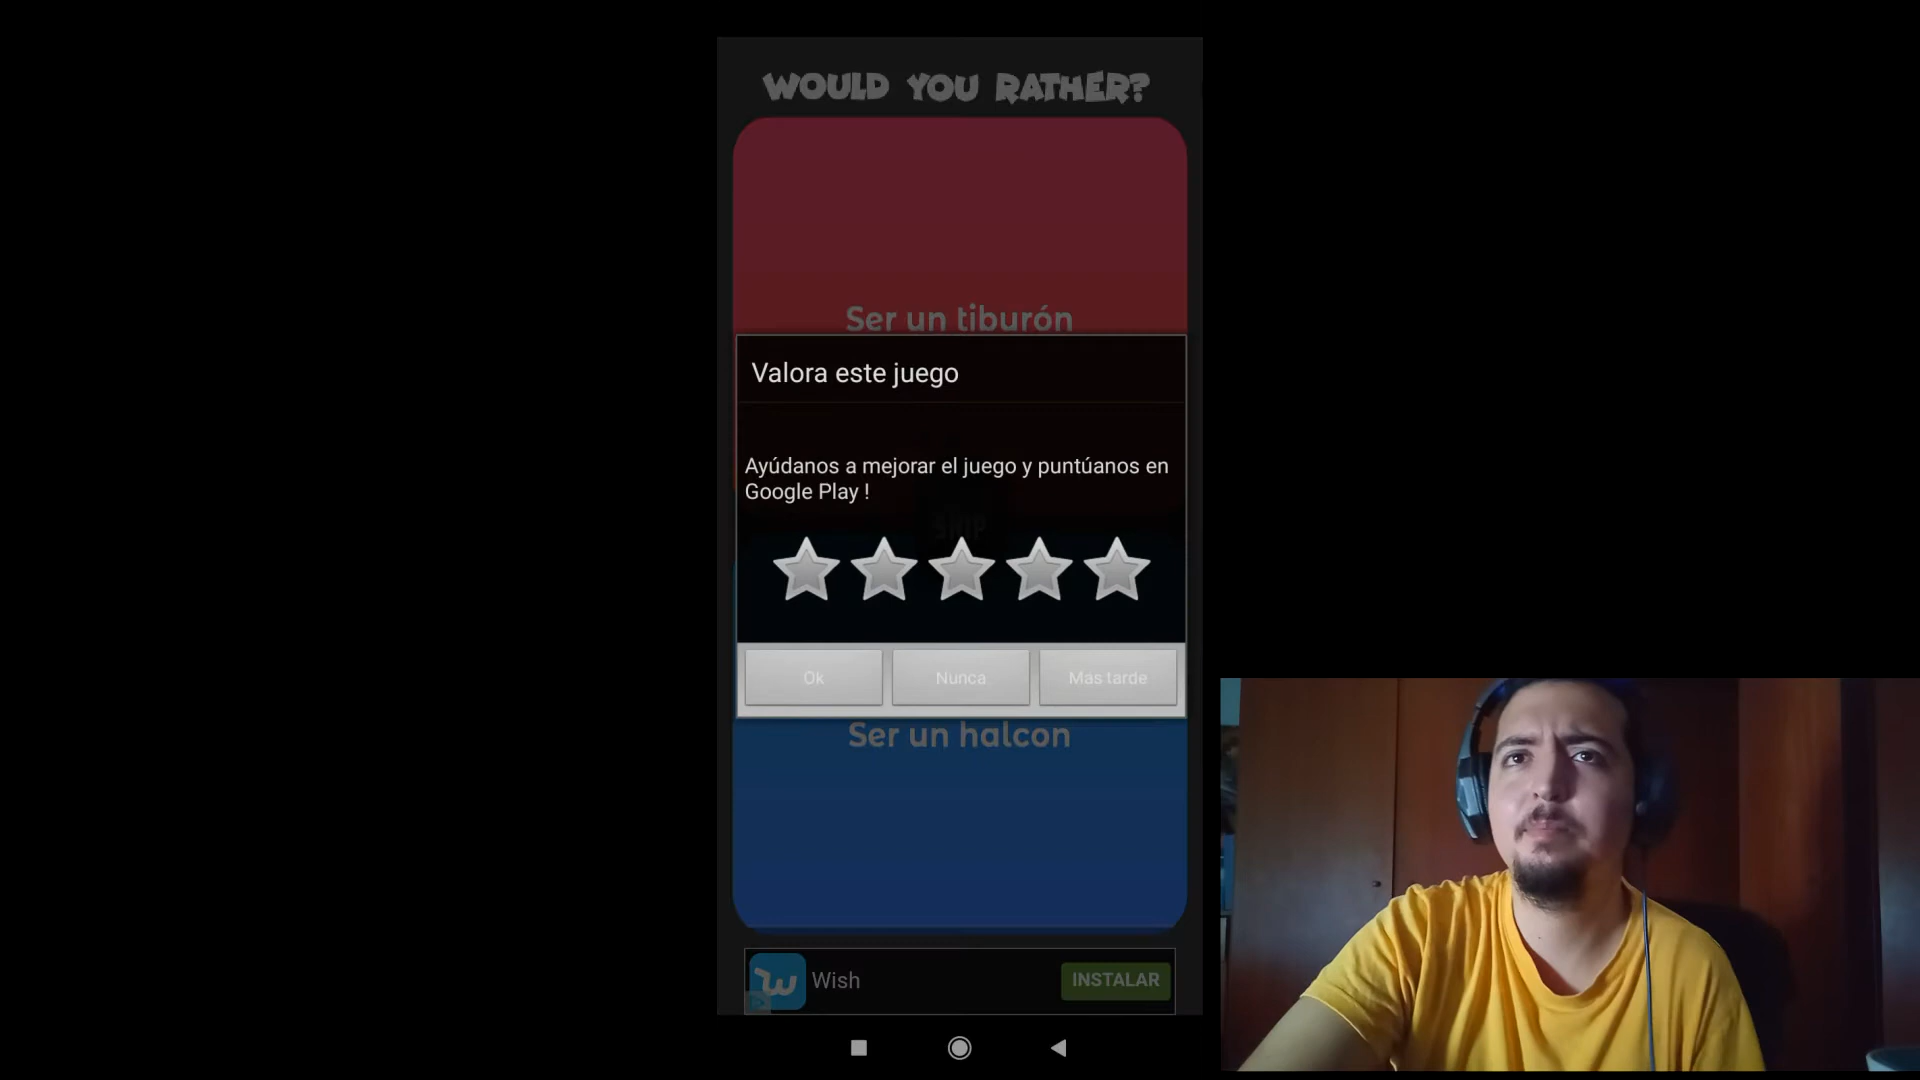 WOULD YOU RATHER?
Ser un tiburón
Valora este juego
Ayúdanos a mejorar el juego y puntúanos en
Google Play !
SKIP
Ok Nunca Mas tarde
Ser un halcon
Wish INSTALAR